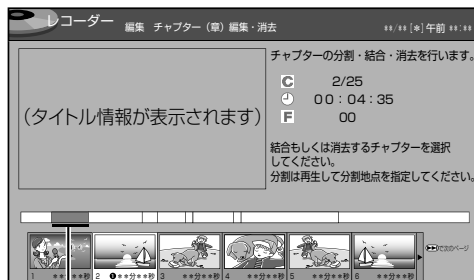 レコーダー 編集 チャプター（章）編集・消去 **/**[*]午前**:**
チャプターの分割・結合・消去を行います。
C 2/25
00：04：35
F 00
(タイトル情報が表示されます)
結合もしくは消去するチャプターを選択
してください。
分割は再生して分割地点を指定してください。
1 **分**秒 2 **分**秒 3 **分**秒 4 **分**秒 5 **分**秒 6 **分**秒
で次のページ